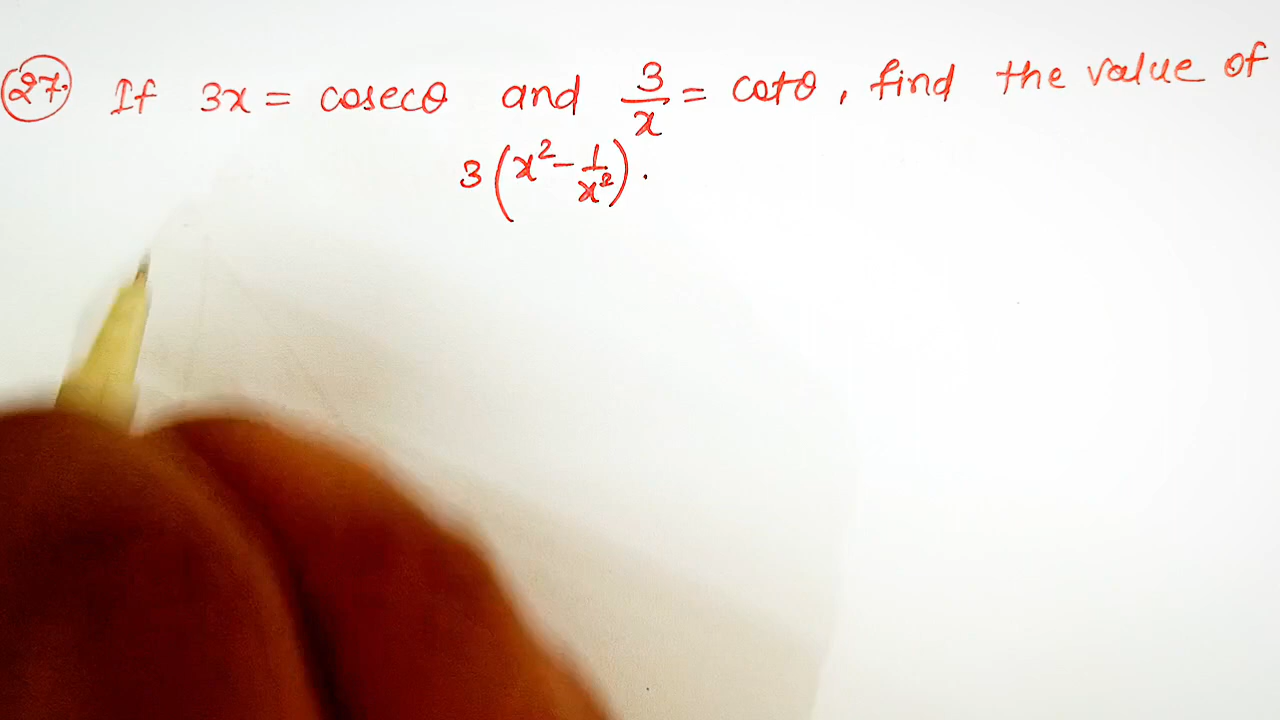 27. If 3x = cosecθ and 3/x = cotθ, find the value of
3(x² - 1/x²).